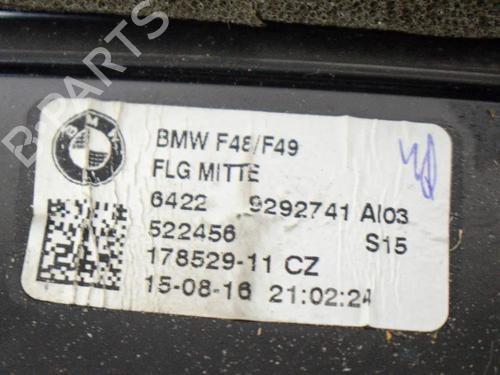 B-PARTS
BMW
BMW F48/F49
FLG MITTE
6422 9292741 AI03
522456 S15
178529-11 CZ
15-08-16 21:02:24